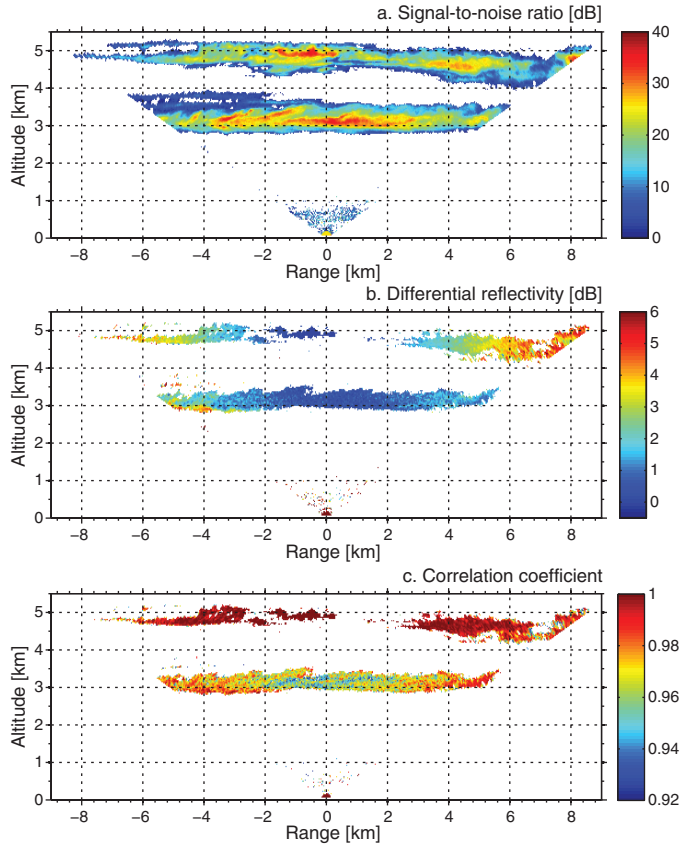 a. Signal-to-noise ratio [dB]
5
4
3
2
1
0
Altitude [km]
−8 −6 −4 −2 0 2 4 6 8
Range [km]
40
30
20
10
0
b. Differential reflectivity [dB]
5
4
3
2
1
0
Altitude [km]
−8 −6 −4 −2 0 2 4 6 8
Range [km]
6
5
4
3
2
1
0
c. Correlation coefficient
5
4
3
2
1
0
Altitude [km]
−8 −6 −4 −2 0 2 4 6 8
Range [km]
1
0.98
0.96
0.94
0.92